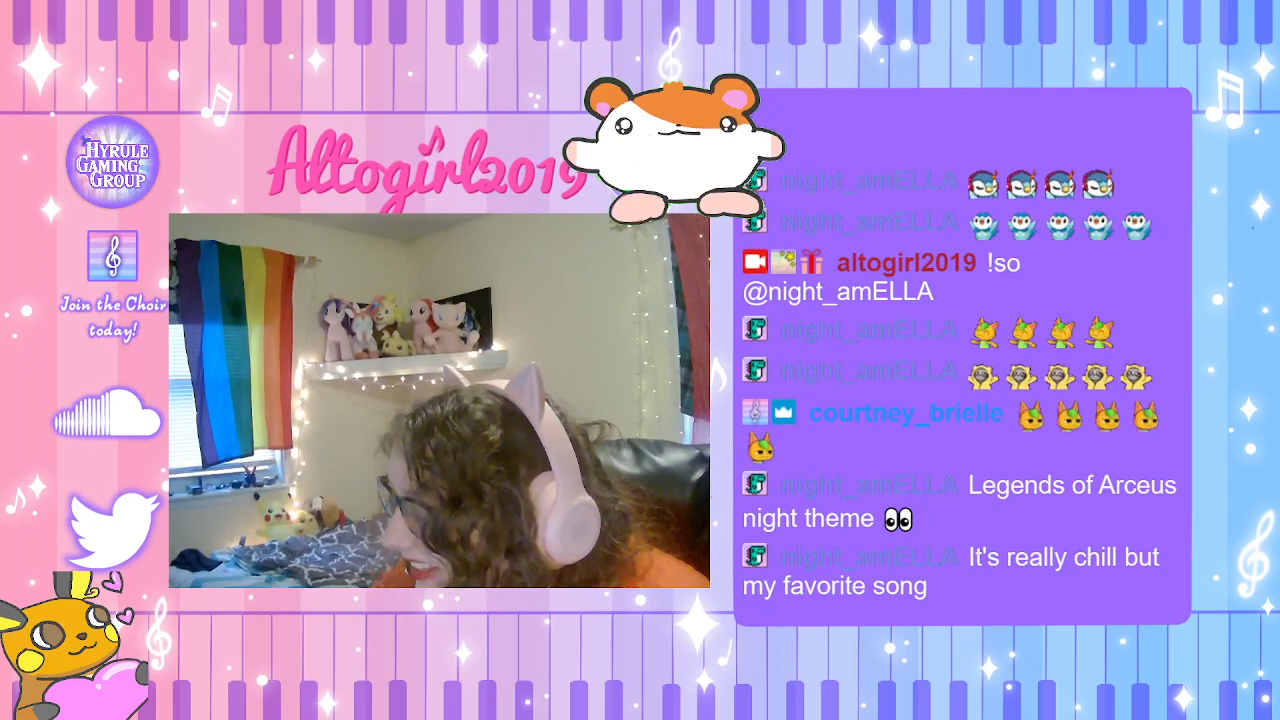 HYRULE
GAMING
GROUP
Join the Choir
today!
Altogirl2019
night_amELLA
night_amELLA
altogirl2019 !so
@night_amELLA
night_amELLA
night_amELLA
courtney_brielle
night_amELLA Legends of Arceus
night theme 👀
night_amELLA It's really chill but
my favorite song